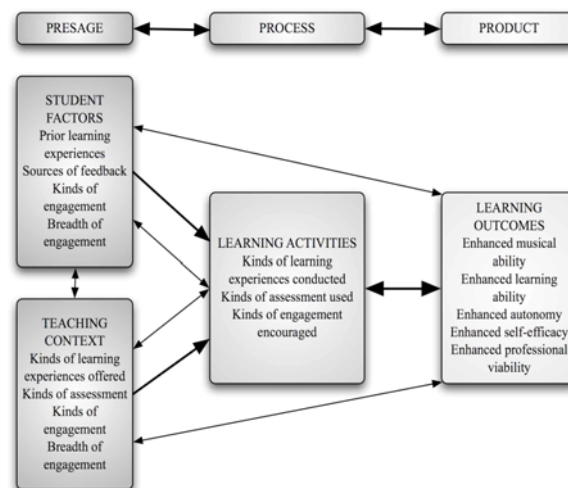 PRESAGE
PROCESS
PRODUCT
STUDENT
FACTORS
Prior learning
experiences
Sources of feedback
Kinds of
engagement
Breadth of
engagement
TEACHING
CONTEXT
Kinds of learning
experiences offered
Kinds of assessment
Kinds of
engagement
Breadth of
engagement
LEARNING ACTIVITIES
Kinds of learning
experiences conducted
Kinds of assessment used
Kinds of engagement
encouraged
LEARNING
OUTCOMES
Enhanced musical
ability
Enhanced learning
ability
Enhanced autonomy
Enhanced self-efficacy
Enhanced professional
viability